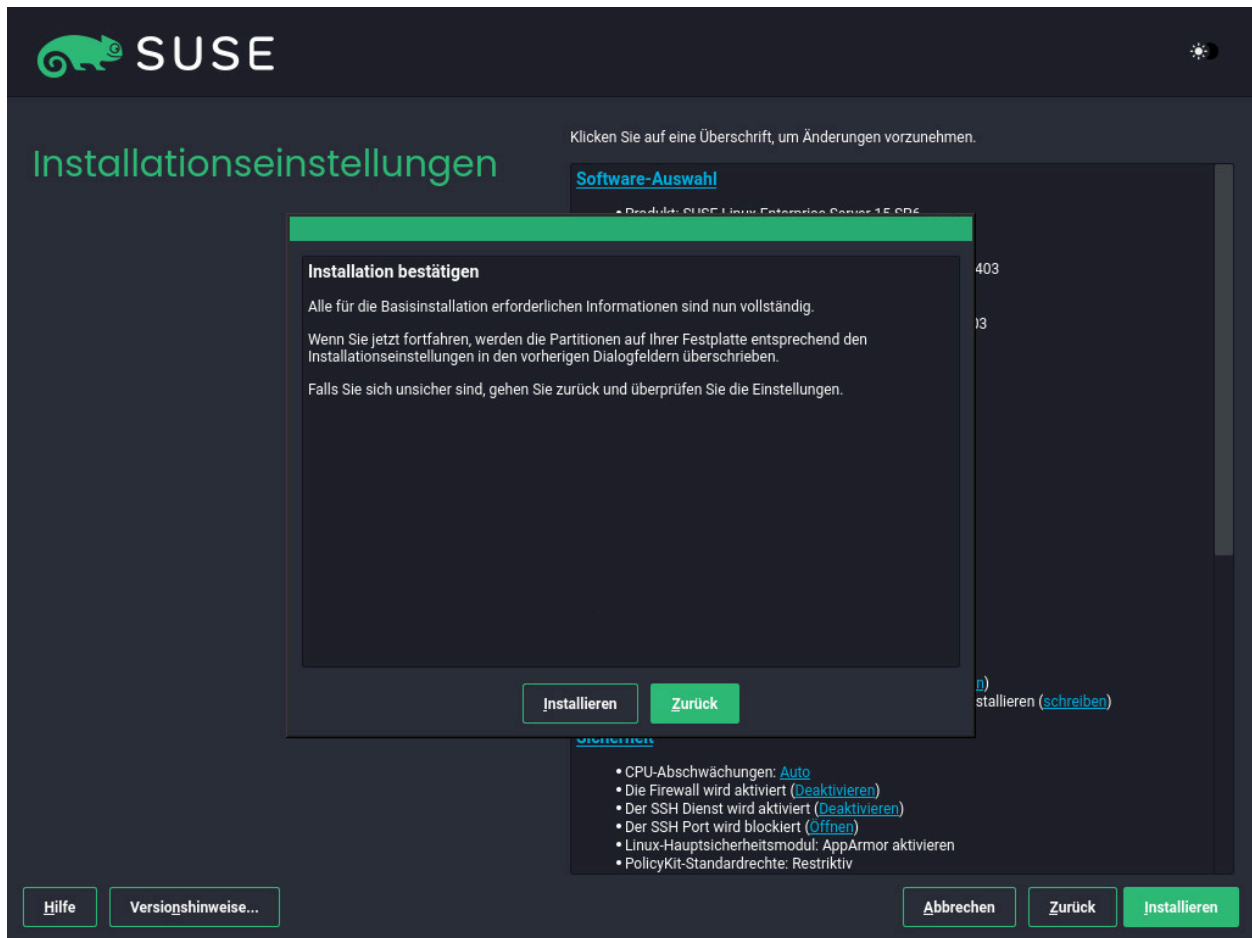 SUSE
Installationseinstellungen
Klicken Sie auf eine Überschrift, um Änderungen vorzunehmen.
Software-Auswahl
403
03
Installation bestätigen
Alle für die Basisinstallation erforderlichen Informationen sind nun vollständig.
Wenn Sie jetzt fortfahren, werden die Partitionen auf Ihrer Festplatte entsprechend den
Installationseinstellungen in den vorherigen Dialogfeldern überschrieben.
Falls Sie sich unsicher sind, gehen Sie zurück und überprüfen Sie die Einstellungen.
Installieren
Zurück
n)
stallieren (schreiben)
Sicherheit
• CPU-Abschwächungen: Auto
• Die Firewall wird aktiviert (Deaktivieren)
• Der SSH Dienst wird aktiviert (Deaktivieren)
• Der SSH Port wird blockiert (Öffnen)
• Linux-Hauptsicherheitsmodul: AppArmor aktivieren
• PolicyKit-Standardrechte: Restriktiv
Hilfe
Versionshinweise...
Abbrechen
Zurück
Installieren